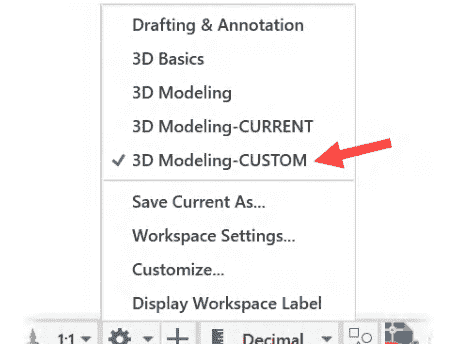 Drafting & Annotation
3D Basics
3D Modeling
3D Modeling-CURRENT
3D Modeling-CUSTOM
Save Current As...
Workspace Settings...
Customize...
Display Workspace Label
1:1 Decimal